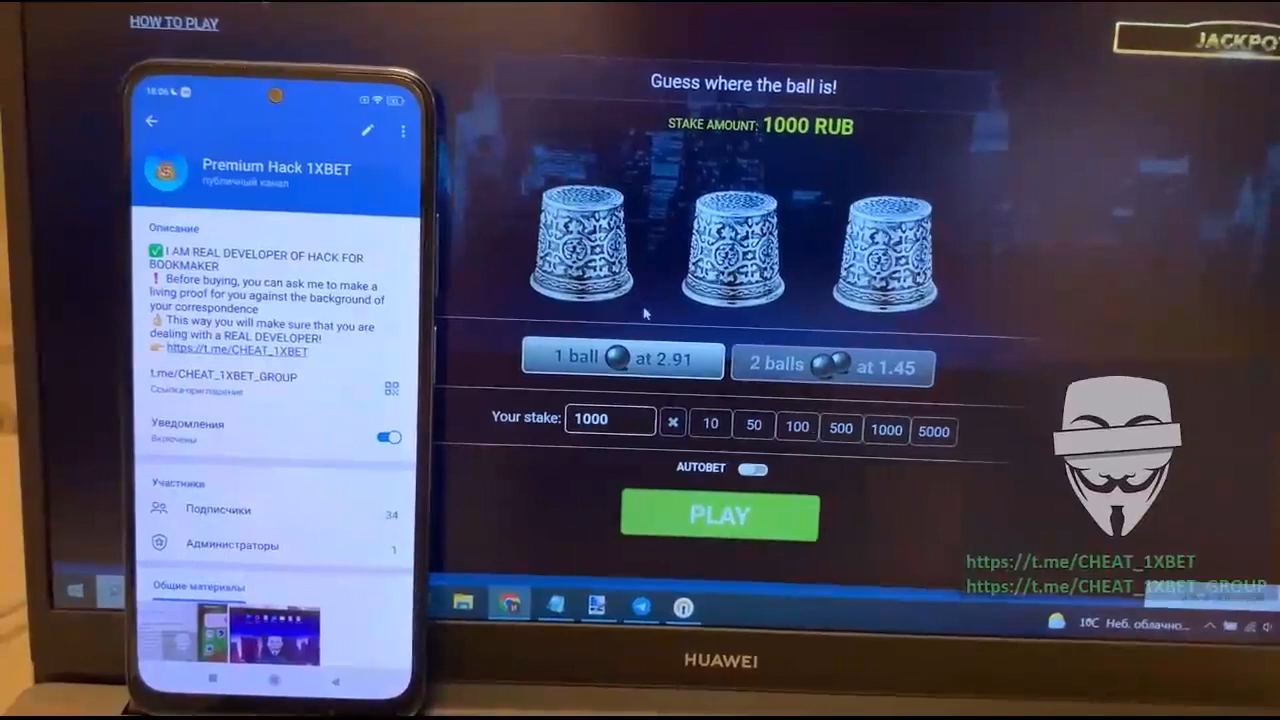 HOW TO PLAY
JACKPO
Guess where the ball is!
STAKE AMOUNT: 1000 RUB
1 ball at 2.91
2 balls at 1.45
Your stake: 1000 10 50 100 500 1000 5000
AUTOBET
PLAY
18:06
Premium Hack 1XBET
публичный канал
Описание
✅ I AM REAL DEVELOPER OF HACK FOR
BOOKMAKER
❗ Before buying, you can ask me to make a
living proof for you against the background of
your correspondence
👌 This way you will make sure that you are
dealing with a REAL DEVELOPER!
👉 https://t.me/CHEAT_1XBET
t.me/CHEAT_1XBET_GROUP
Ссылка-приглашение
Уведомления
Включены
Участники
Подписчики 34
Администраторы 1
Общие материалы
https://t.me/CHEAT_1XBET
https://t.me/CHEAT_1XBET_GROUP
10C Неб. облачно...
HUAWEI